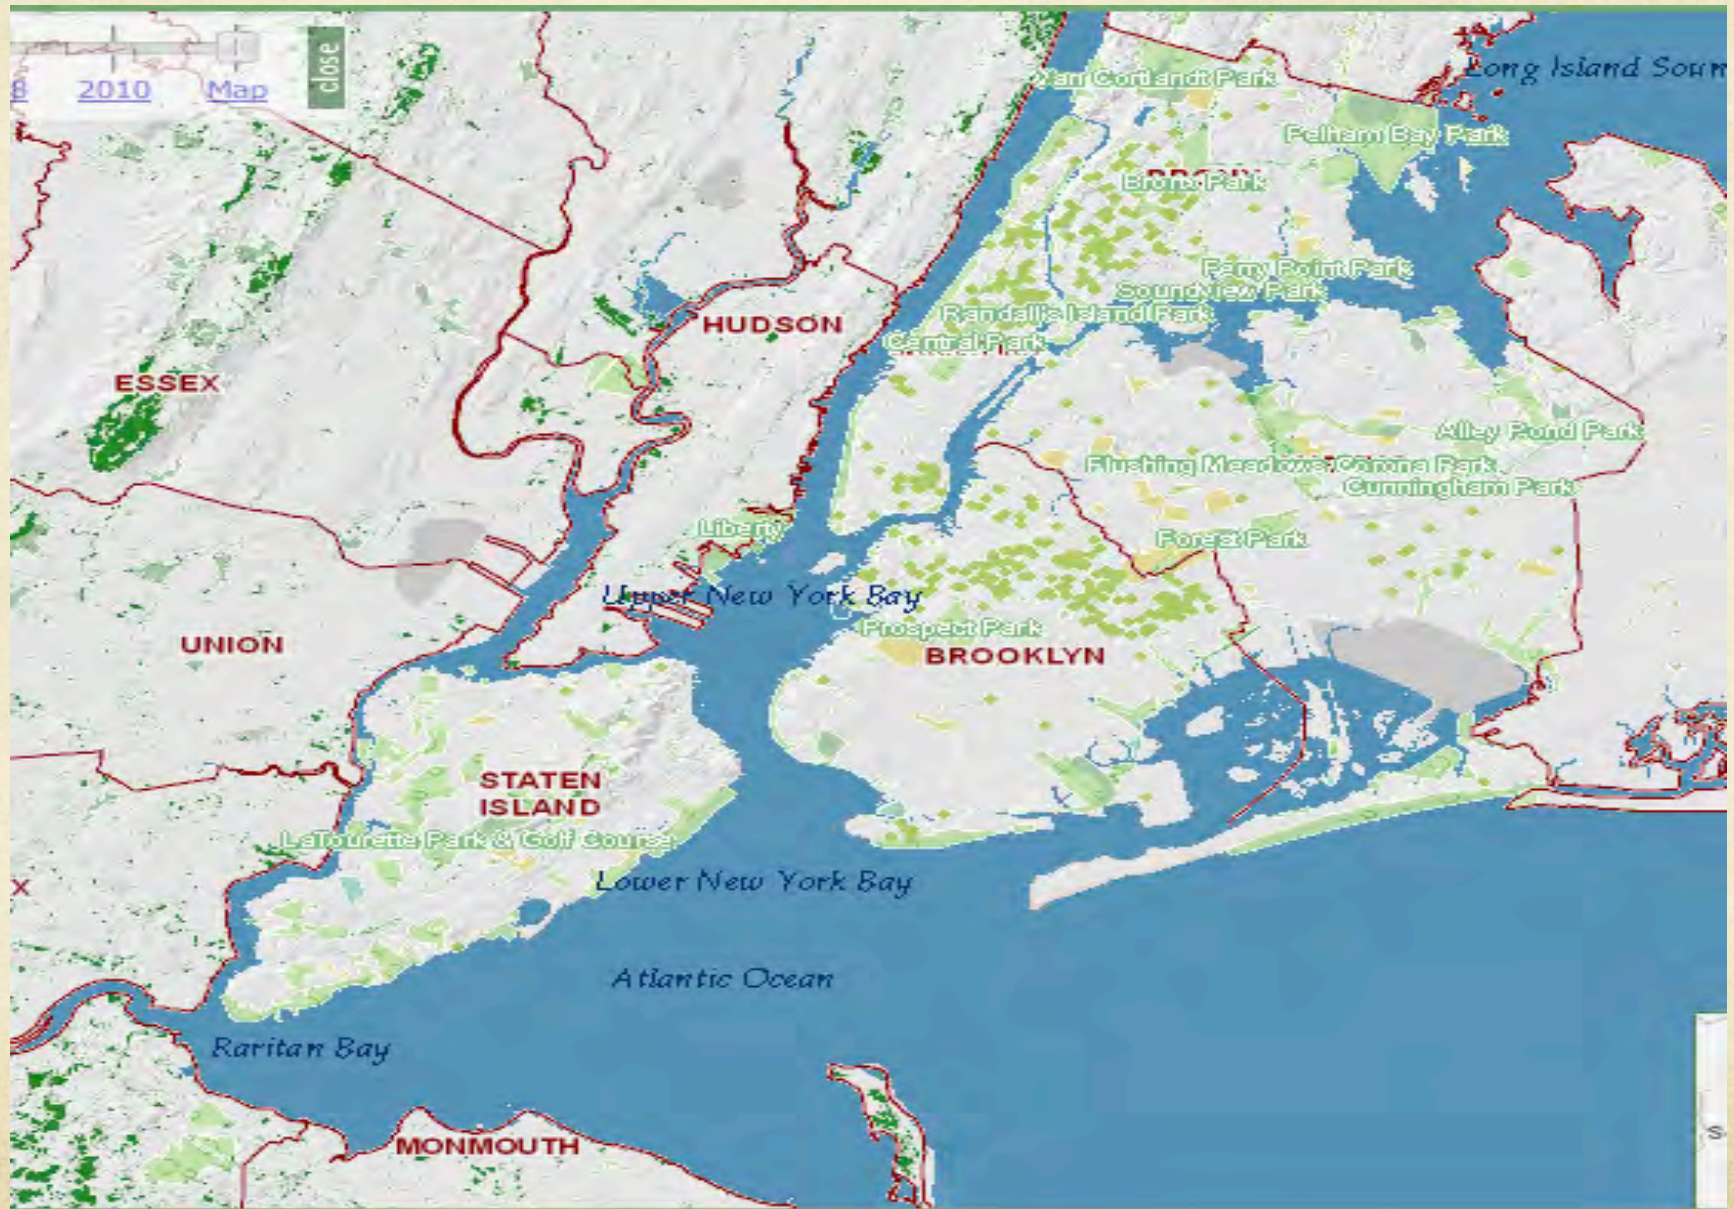 close
8 2010 Map
Long Island Soun
Van Cortlandt Park
Pelham Bay Park
Bronx Park
Ferry Point Park
Soundview Park
Randall's Island Park
HUDSON
Central Park
ESSEX
Alley Pond Park
Flushing Meadows Corona Park
Cunningham Park
Liberty
Forest Park
Upper New York Bay
Prospect Park
UNION
BROOKLYN
STATEN
ISLAND
LaTourette Park & Golf Course
X
Lower New York Bay
Atlantic Ocean
Raritan Bay
MONMOUTH
S